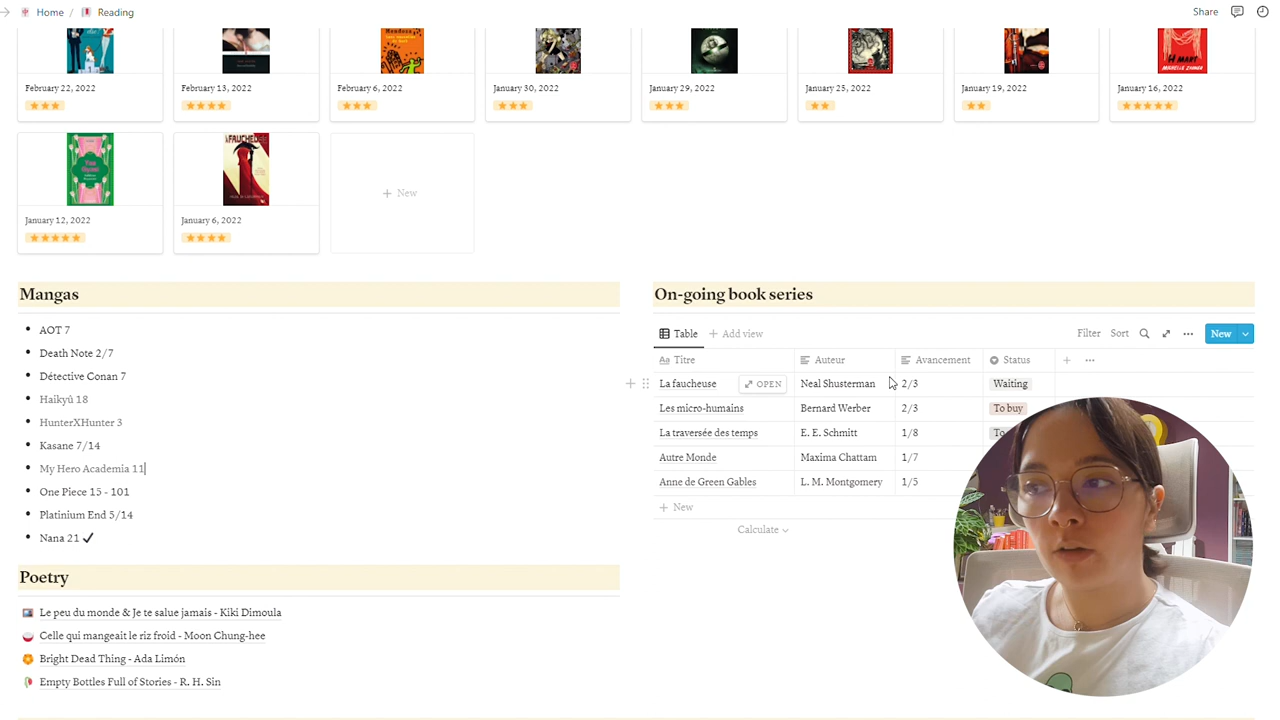 Home / Reading
Share
Mendoza
H MART
MICHELLE ZAUNER
February 22, 2022
February 13, 2022
February 6, 2022
January 30, 2022
January 29, 2022
January 25, 2022
January 19, 2022
January 16, 2022
FAUCHEUSE
+ New
January 12, 2022
January 6, 2022
Mangas
AOT 7
Death Note 2/7
Détective Conan 7
Haikyû 18
HunterXHunter 3
Kasane 7/14
My Hero Academia 11
One Piece 15 - 101
Platinium End 5/14
Nana 21 ✓
Poetry
Le peu du monde & Je te salue jamais - Kiki Dimoula
Celle qui mangeait le riz froid - Moon Chung-hee
Bright Dead Thing - Ada Limón
Empty Bottles Full of Stories - R. H. Sin
On-going book series
Table + Add view Filter Sort New
Aa Titre Auteur Avancement Status
La faucheuse OPEN Neal Shusterman 2/3 Waiting
Les micro-humains Bernard Werber 2/3 To buy
La traversée des temps E. E. Schmitt 1/8 To
Autre Monde Maxima Chattam 1/7
Anne de Green Gables L. M. Montgomery 1/5
+ New
Calculate